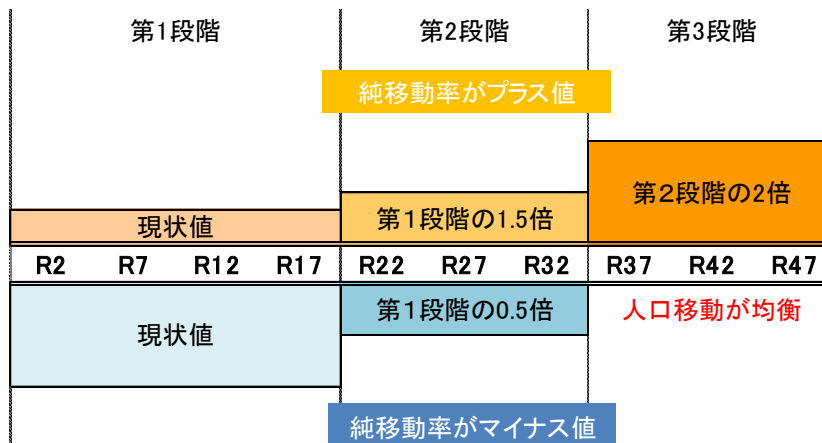 第1段階 第2段階 第3段階
純移動率がプラス値
第２段階の2倍
第１段階の1.5倍
現状値
R2 R7 R12 R17 R22 R27 R32 R37 R42 R47
第１段階の0.5倍 人口移動が均衡
現状値
純移動率がマイナス値